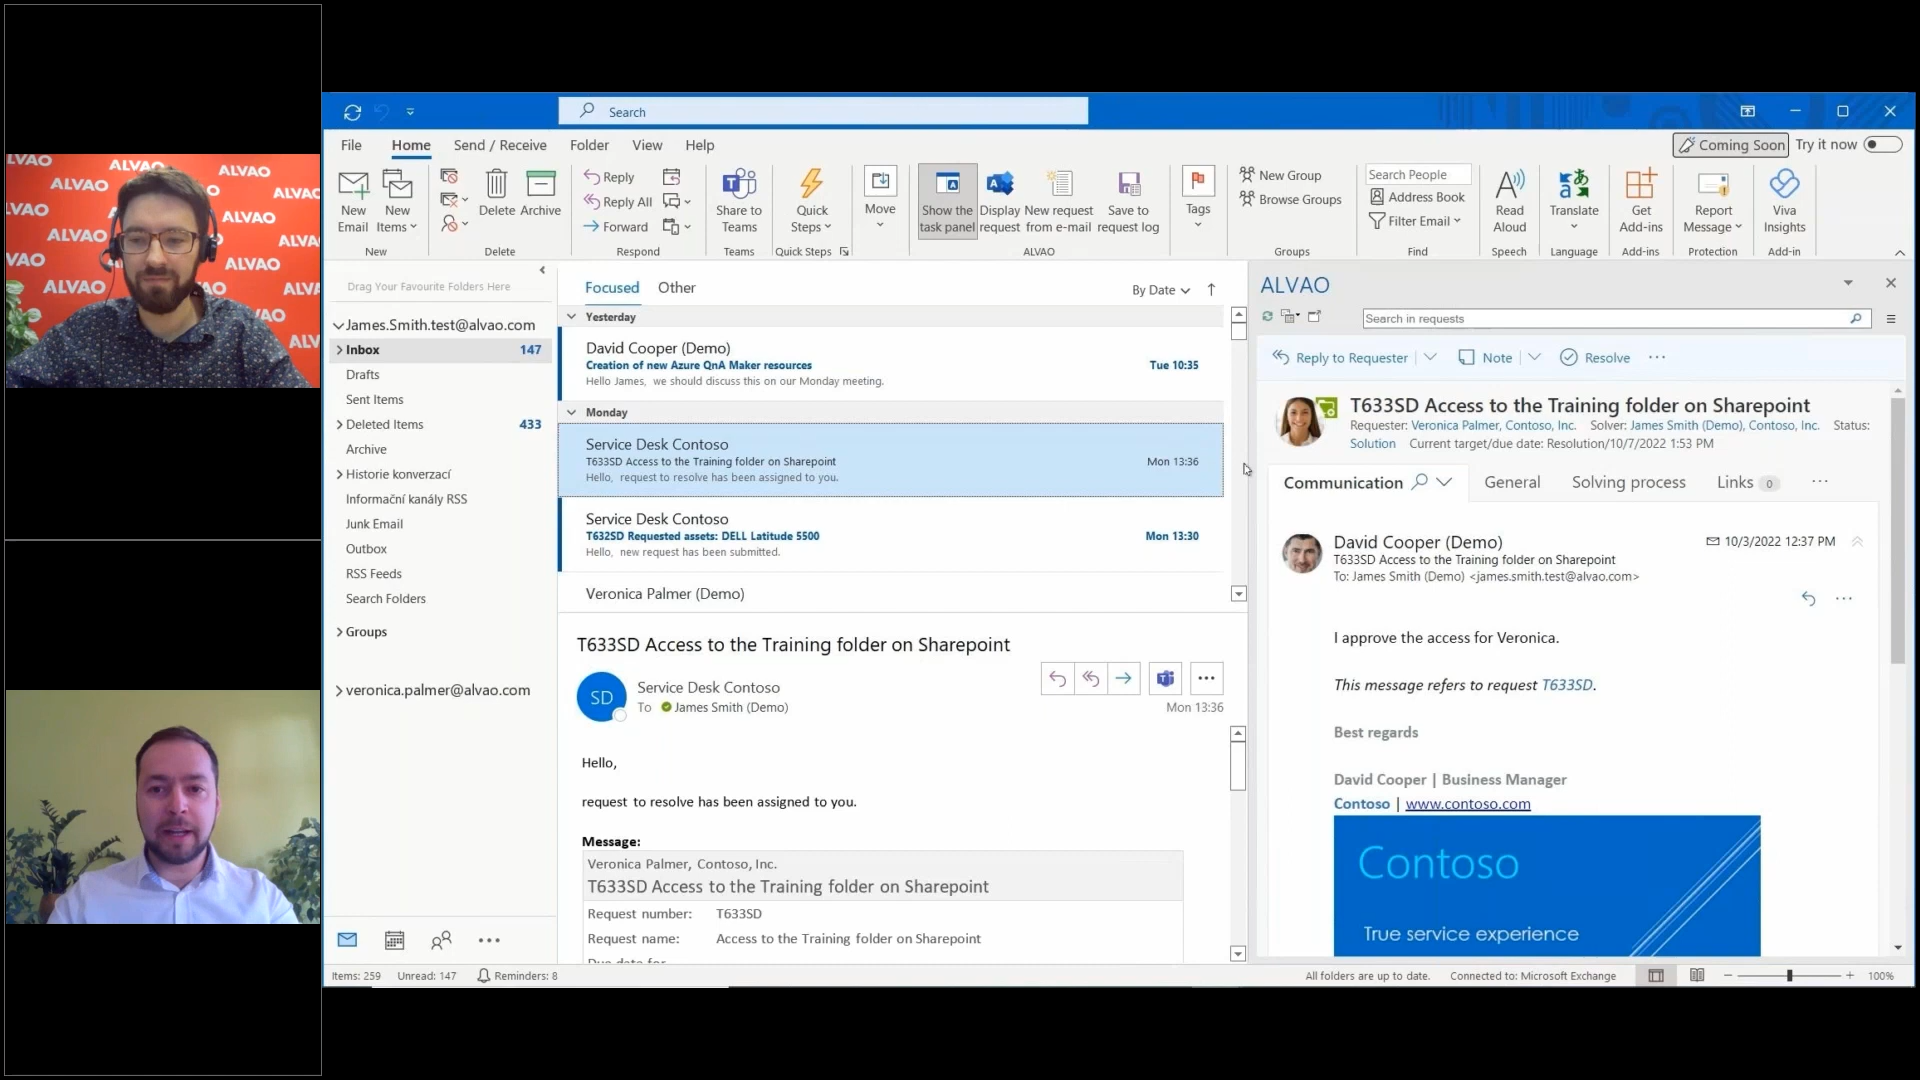 LVAO
ALVAO
ALVAO
ALVAO
ALVAO
LVAO
ALVAO
ALVAO
ALVAO
ALVAO
ALVAO
Search
File
Home
Send / Receive
Folder
View
Help
Coming Soon
Try it now
New Email
New Items
Delete
Archive
Reply
Reply All
Forward
Share to Teams
Quick Steps
Move
Show the task panel
Display request
New request from e-mail
Save to request log
Tags
New Group
Browse Groups
Search People
Address Book
Filter Email
Read Aloud
Translate
Get Add-ins
Report Message
Viva Insights
New
Delete
Respond
Teams
Quick Steps
ALVAO
Groups
Find
Speech
Language
Add-ins
Protection
Add-in
Drag Your Favourite Folders Here
James.Smith.test@alvao.com
Inbox 147
Drafts
Sent Items
Deleted Items 433
Archive
Historie konverzací
Informační kanály RSS
Junk Email
Outbox
RSS Feeds
Search Folders
Groups
veronica.palmer@alvao.com
Focused Other
By Date
Yesterday
David Cooper (Demo)
Creation of new Azure QnA Maker resources Tue 10:35
Hello James, we should discuss this on our Monday meeting.
Monday
Service Desk Contoso
T633SD Access to the Training folder on Sharepoint Mon 13:36
Hello, request to resolve has been assigned to you.
Service Desk Contoso
T632SD Requested assets: DELL Latitude 5500 Mon 13:30
Hello, new request has been submitted.
Veronica Palmer (Demo)
T633SD Access to the Training folder on Sharepoint
SD
Service Desk Contoso
To James Smith (Demo)
Mon 13:36
Hello,
request to resolve has been assigned to you.
Message:
Veronica Palmer, Contoso, Inc.
T633SD Access to the Training folder on Sharepoint
Request number: T633SD
Request name: Access to the Training folder on Sharepoint
Due date for
ALVAO
Search in requests
Reply to Requester
Note
Resolve
T633SD Access to the Training folder on Sharepoint
Requester: Veronica Palmer, Contoso, Inc. Solver: James Smith (Demo), Contoso, Inc. Status:
Solution Current target/due date: Resolution/10/7/2022 1:53 PM
Communication
General
Solving process
Links 0
David Cooper (Demo)
10/3/2022 12:37 PM
T633SD Access to the Training folder on Sharepoint
To: James Smith (Demo) <james.smith.test@alvao.com>
I approve the access for Veronica.
This message refers to request T633SD.
Best regards
David Cooper | Business Manager
Contoso | www.contoso.com
Contoso
True service experience
Items: 259
Unread: 147
Reminders: 8
All folders are up to date.
Connected to: Microsoft Exchange
100%